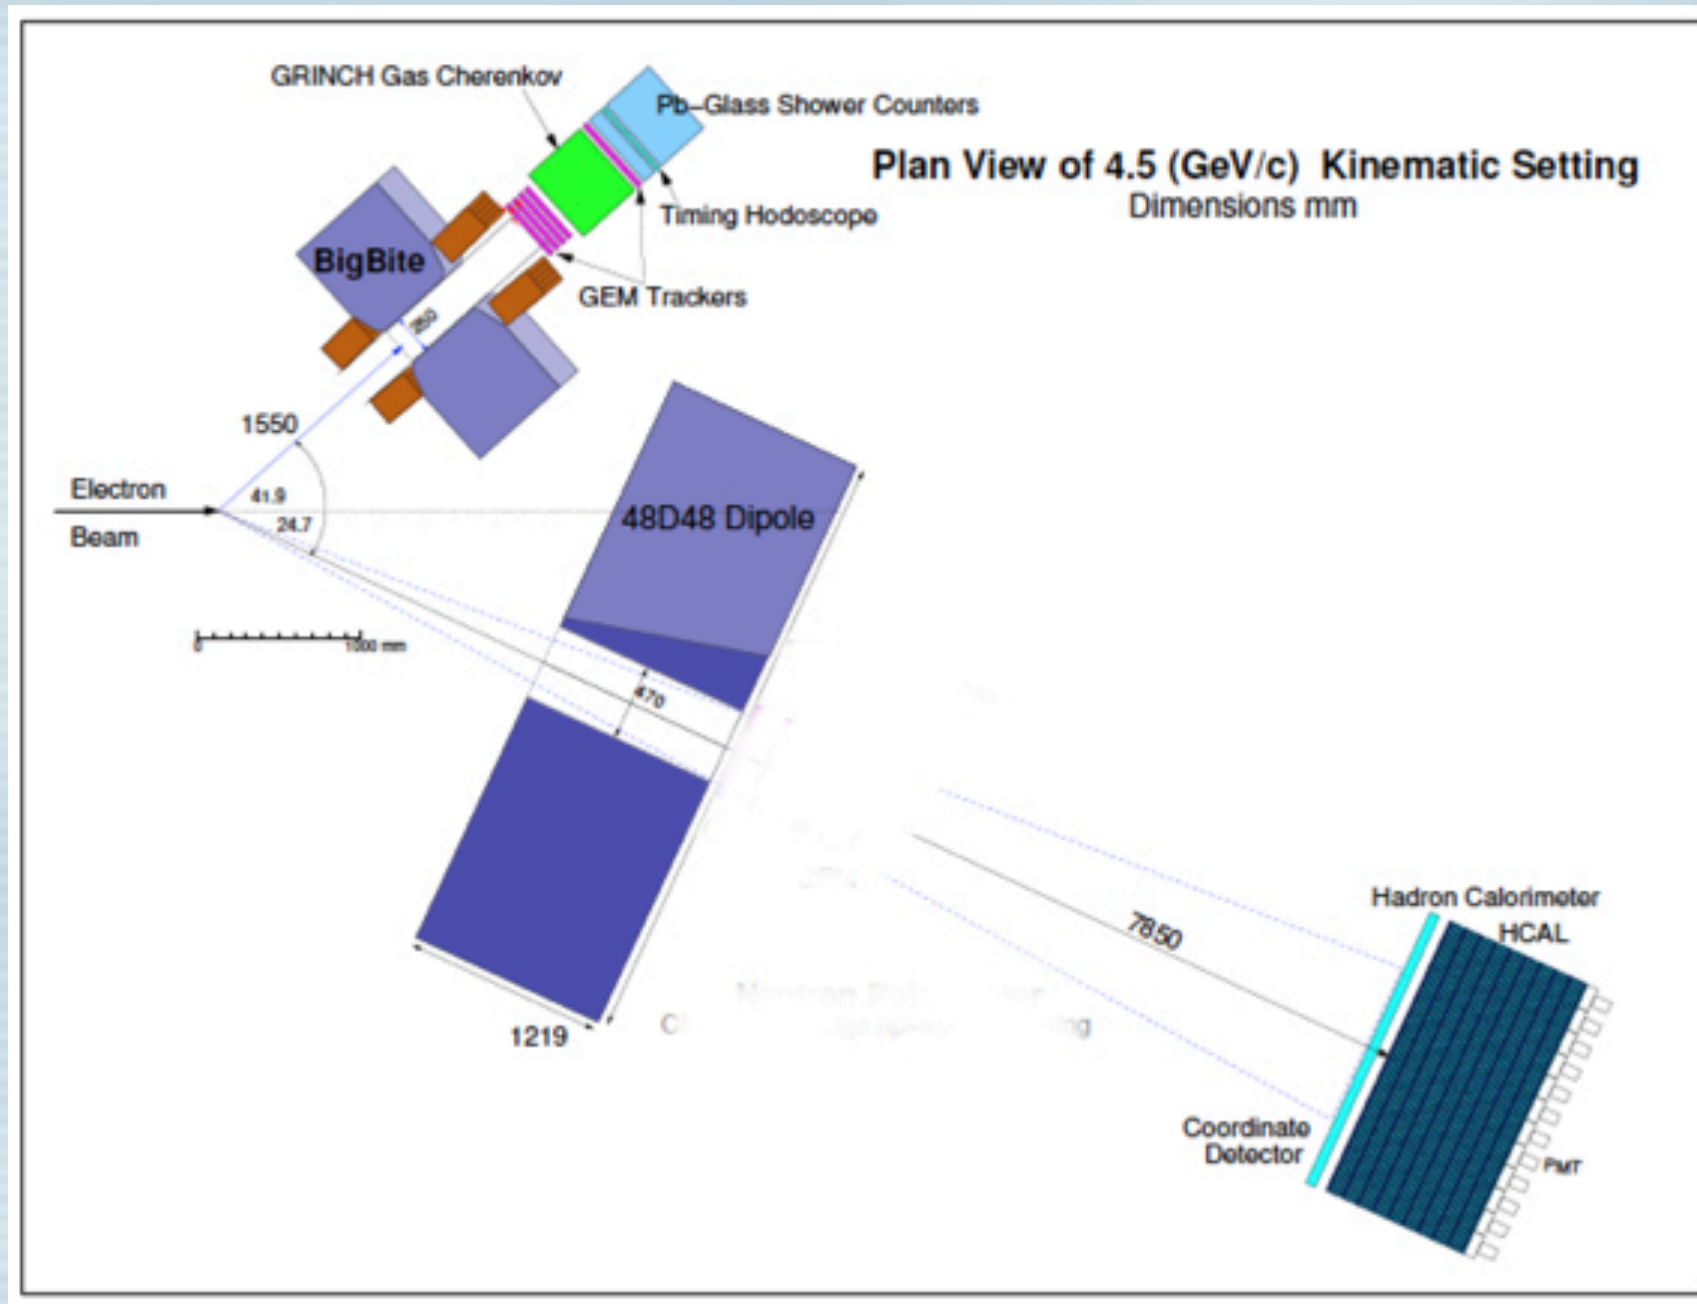 GRINCH Gas Cherenkov
Pb-Glass Shower Counters
Plan View of 4.5 (GeV/c) Kinematic Setting
Dimensions mm
Timing Hodoscope
BigBite
GEM Trackers
1550
Electron
41.9
48D48 Dipole
24.7
Beam
0
1000 mm
470
Hadron Calorimeter
7850
HCAL
1219
Coordinate
Detector
PMT